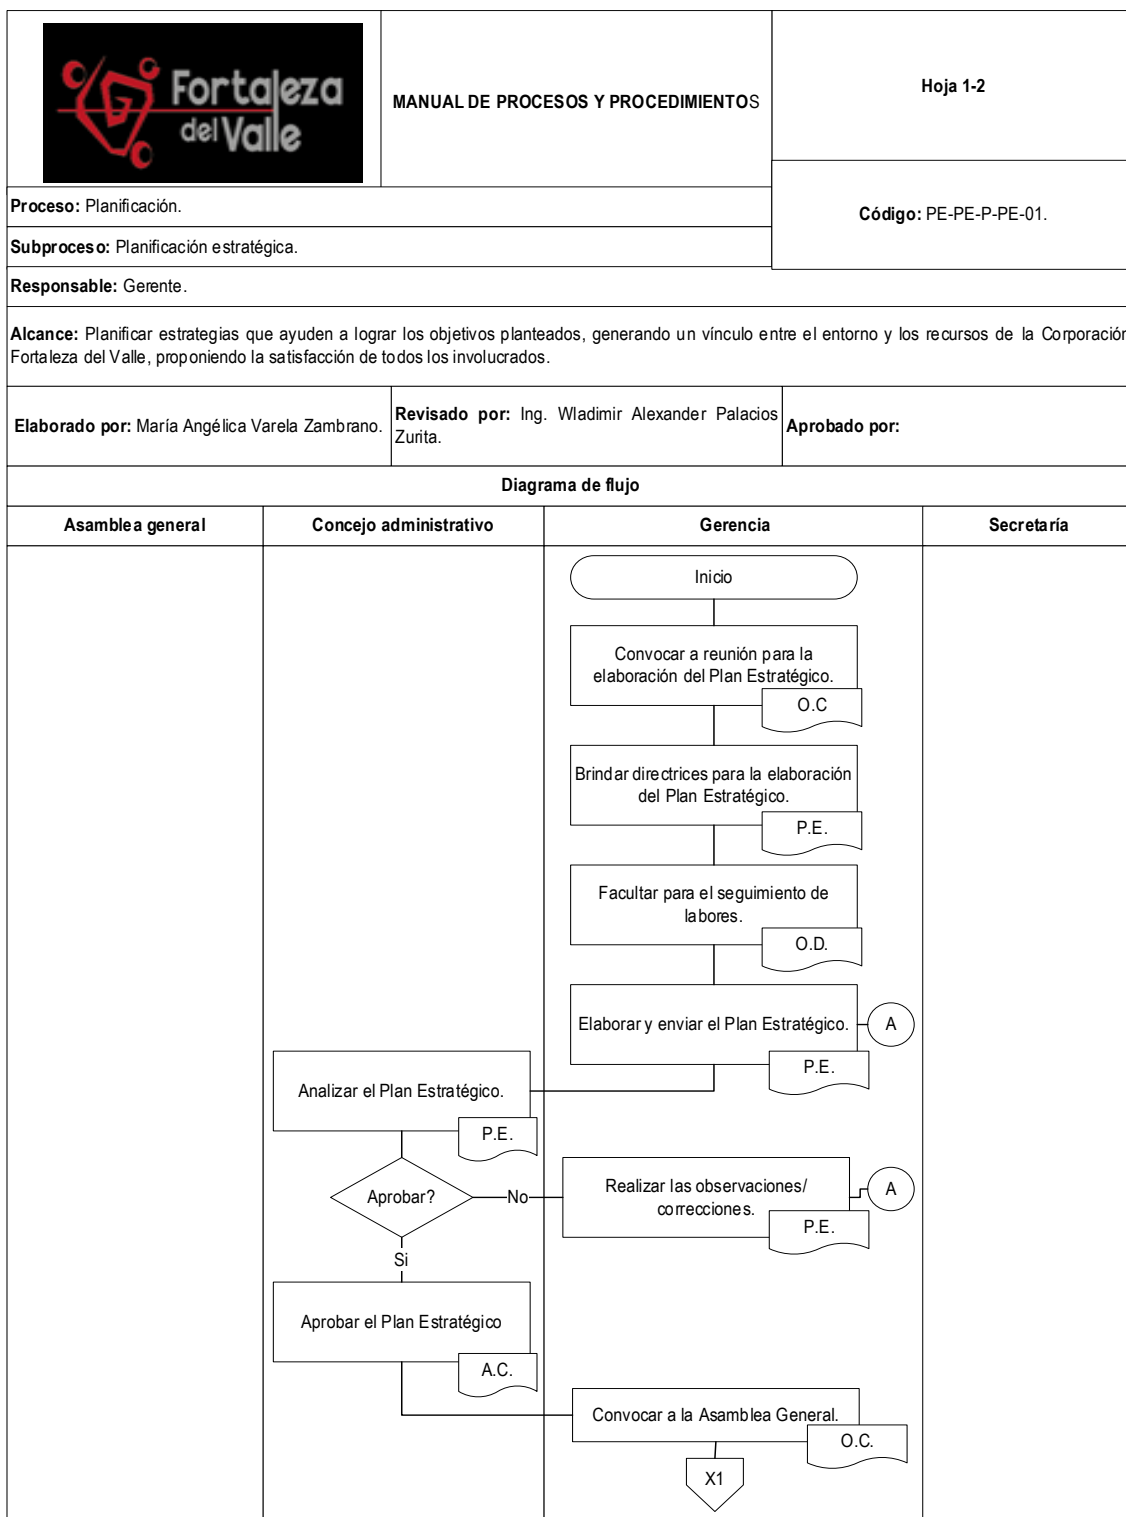 Fortaleza
del Valle
MANUAL DE PROCESOS Y PROCEDIMIENTOS
Hoja 1-2
Proceso: Planificación.
Código: PE-PE-P-PE-01.
Subproceso: Planificación estratégica.
Responsable: Gerente.
Alcance: Planificar estrategias que ayuden a lograr los objetivos planteados, generando un vínculo entre el entorno y los recursos de la Corporación
Fortaleza del Valle, proponiendo la satisfacción de todos los involucrados.
Elaborado por: María Angélica Varela Zambrano.
Revisado por: Ing. Wladimir Alexander Palacios
Zurita.
Aprobado por:
Diagrama de flujo
Asamblea general
Concejo administrativo
Gerencia
Secretaría
Inicio
Convocar a reunión para la
elaboración del Plan Estratégico.
O.C
Brindar directrices para la elaboración
del Plan Estratégico.
P.E.
Facultar para el seguimiento de
labores.
O.D.
Elaborar y enviar el Plan Estratégico.
A
P.E.
Analizar el Plan Estratégico.
P.E.
Aprobar?
No
Realizar las observaciones/
correcciones.
A
P.E.
Si
Aprobar el Plan Estratégico
A.C.
Convocar a la Asamblea General.
O.C.
X1